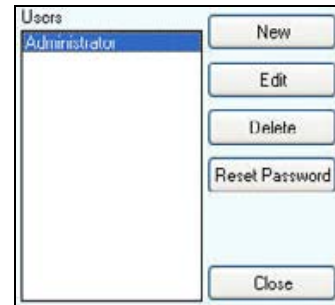 Users
Administrator
New
Edit
Delete
Reset Password
Close